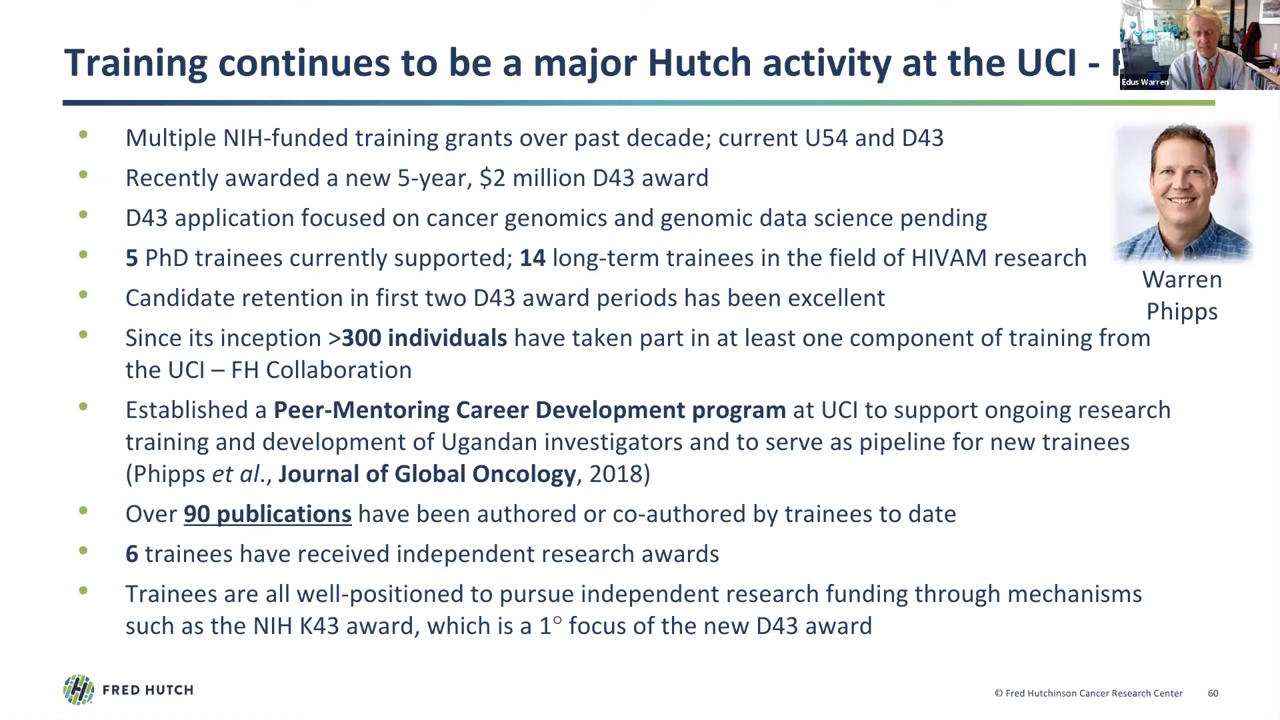 Training continues to be a major Hutch activity at the UCI -
Edus Warren
Multiple NIH-funded training grants over past decade; current U54 and D43
Recently awarded a new 5-year, $2 million D43 award
D43 application focused on cancer genomics and genomic data science pending
5 PhD trainees currently supported; 14 long-term trainees in the field of HIVAM research
Warren
Phipps
Candidate retention in first two D43 award periods has been excellent
Since its inception >300 individuals have taken part in at least one component of training from
the UCI – FH Collaboration
Established a Peer-Mentoring Career Development program at UCI to support ongoing research
training and development of Ugandan investigators and to serve as pipeline for new trainees
(Phipps et al., Journal of Global Oncology, 2018)
Over 90 publications have been authored or co-authored by trainees to date
6 trainees have received independent research awards
Trainees are all well-positioned to pursue independent research funding through mechanisms
such as the NIH K43 award, which is a 1° focus of the new D43 award
FRED HUTCH
© Fred Hutchinson Cancer Research Center 60